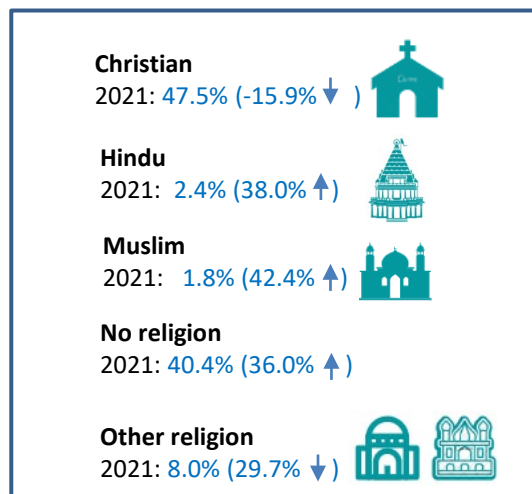 Christian
2021: 47.5% (-15.9% ↓ )
Hindu
2021: 2.4% (38.0% ↑)
Muslim
2021: 1.8% (42.4% ↑)
No religion
2021: 40.4% (36.0% ↑)
Other religion
2021: 8.0% (29.7% ↓ )